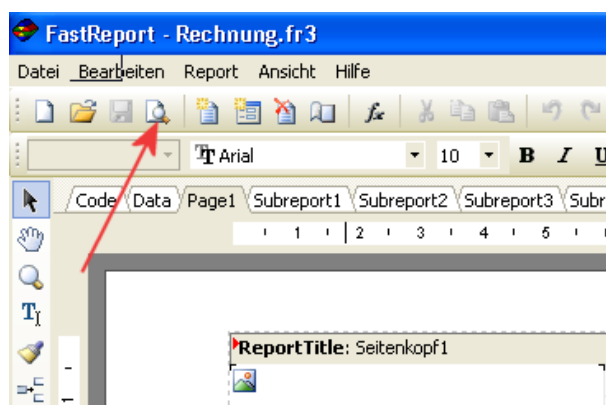 FastReport - Rechnung.fr3
Datei Bearbeiten Report Ansicht Hilfe
Arial 10 B I U
Code Data Page1 Subreport1 Subreport2 Subreport3
1 2 3 4 5
ReportTitle: Seitenkopf1